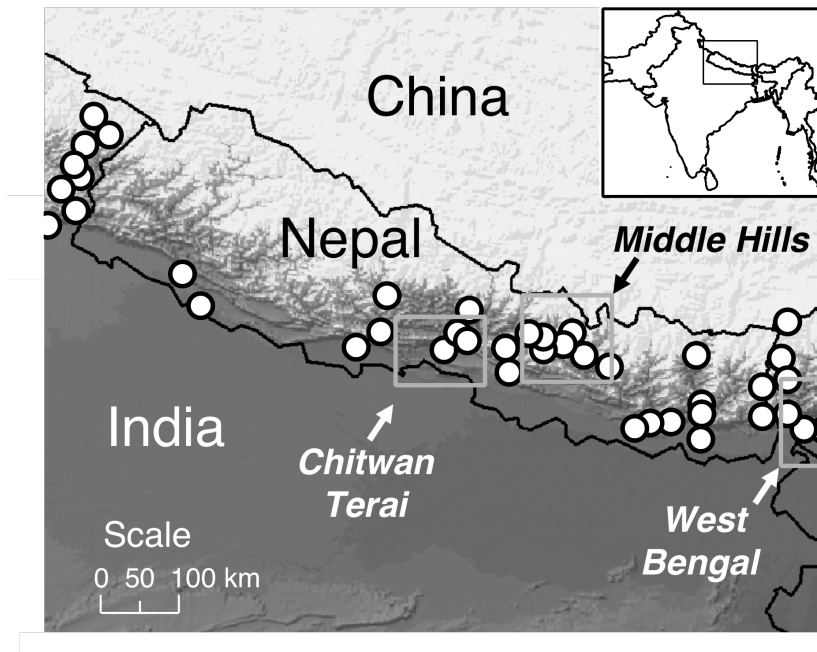 China
Nepal
Middle Hills
India
Chitwan
Terai
West
Bengal
Scale
0 50 100 km